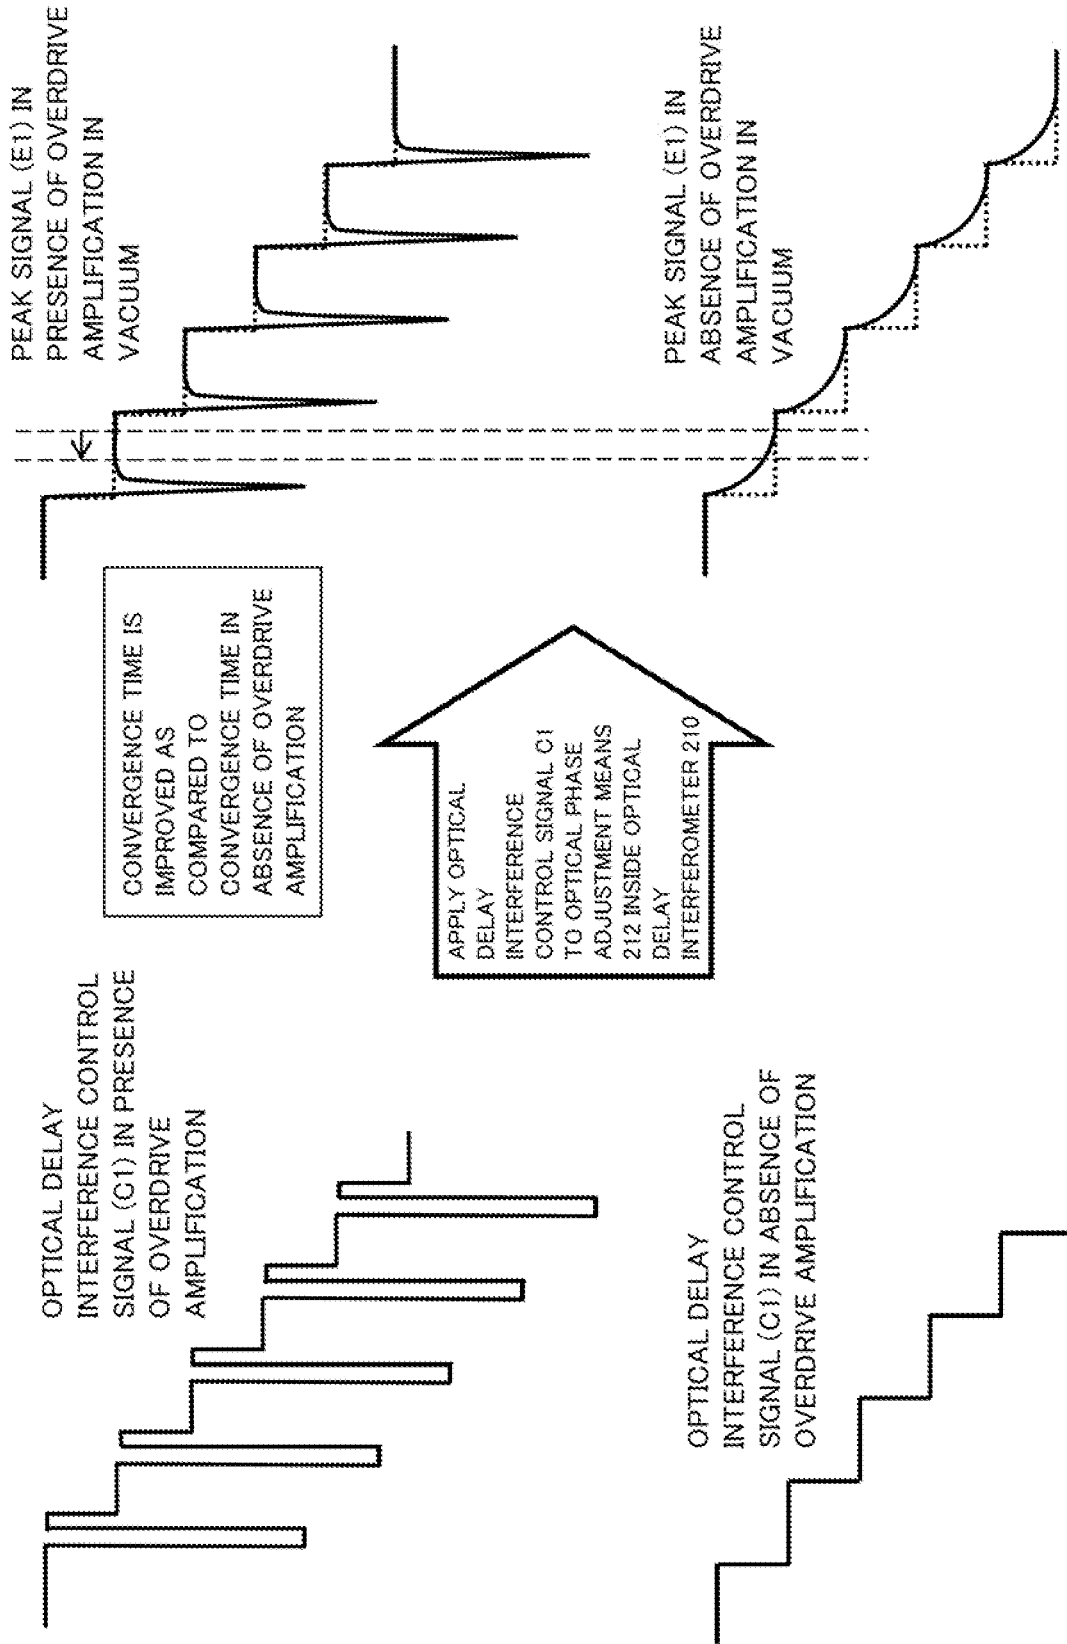 OPTICAL DELAY
INTERFERENCE CONTROL
SIGNAL (C1) IN PRESENCE
OF OVERDRIVE
AMPLIFICATION
CONVERGENCE TIME IS
IMPROVED AS
COMPARED TO
CONVERGENCE TIME IN
ABSENCE OF OVERDRIVE
AMPLIFICATION
PEAK SIGNAL (E1) IN
PRESENCE OF OVERDRIVE
AMPLIFICATION IN
VACUUM
APPLY OPTICAL
DELAY
INTERFERENCE
CONTROL SIGNAL C1
TO OPTICAL PHASE
ADJUSTMENT MEANS
212 INSIDE OPTICAL
DELAY
INTERFEROMETER 210
OPTICAL DELAY
INTERFERENCE CONTROL
SIGNAL (C1) IN ABSENCE OF
OVERDRIVE AMPLIFICATION
PEAK SIGNAL (E1) IN
ABSENCE OF OVERDRIVE
AMPLIFICATION IN
VACUUM